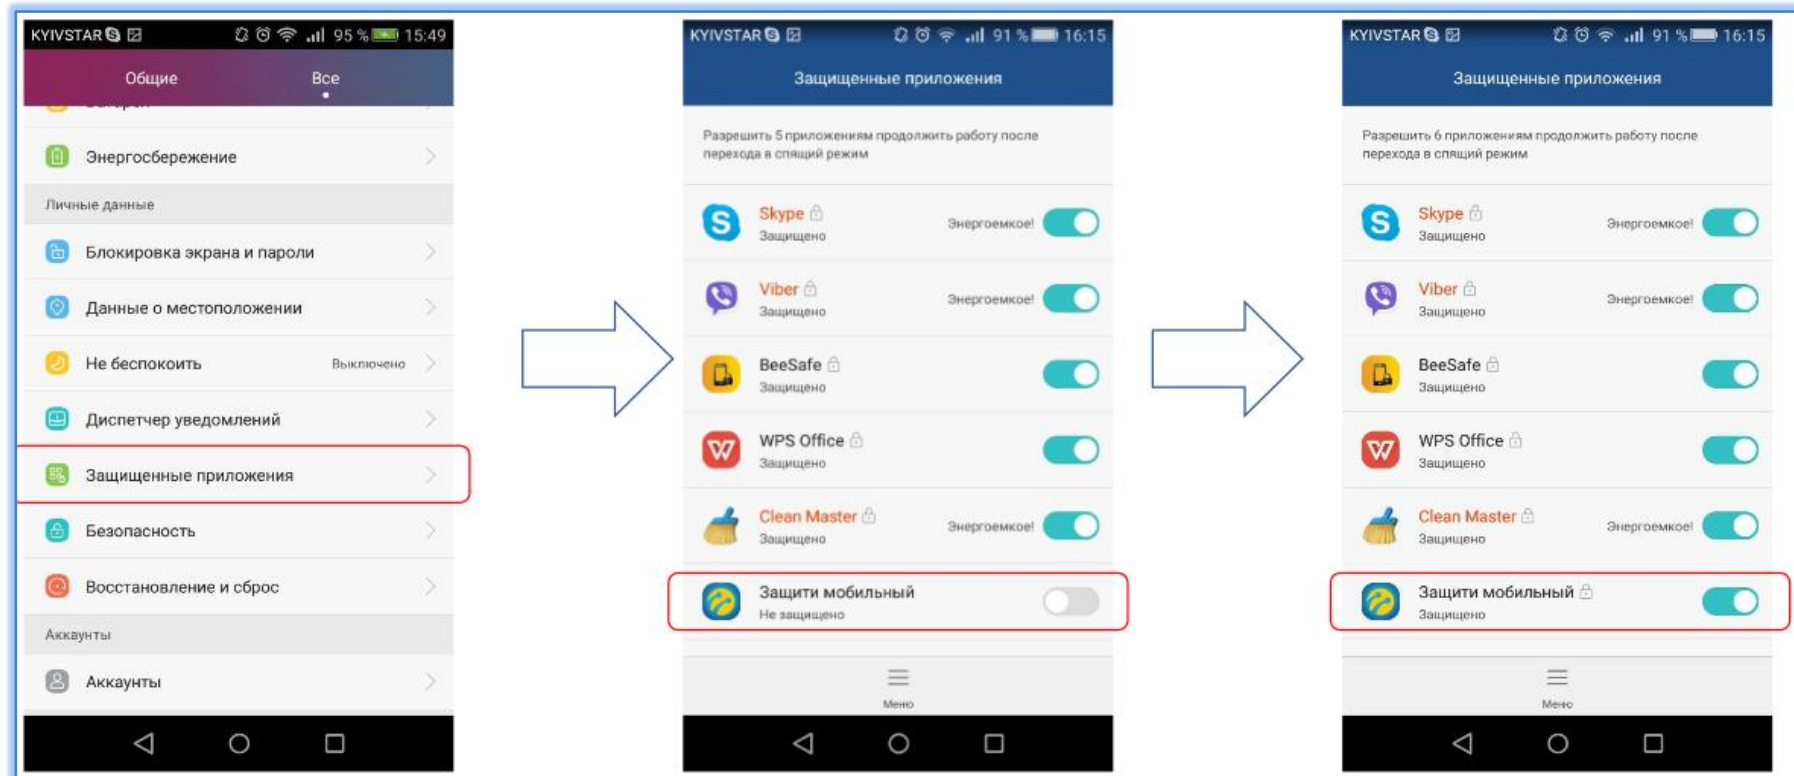 KYIVSTAR
95 % 15:49
Общие Все
Энергосбережение
Личные данные
Блокировка экрана и пароли
Данные о местоположении
Не беспокоить Выключено
Диспетчер уведомлений
Защищенные приложения
Безопасность
Восстановление и сброс
Аккаунты
Аккаунты
KYIVSTAR
91 % 16:15
Защищенные приложения
Разрешить 5 приложениям продолжить работу после
перехода в спящий режим
Skype
Защищено
Энергоемкое!
Viber
Защищено
Энергоемкое!
BeeSafe
Защищено
WPS Office
Защищено
Clean Master
Защищено
Энергоемкое!
Защити мобильный
Не защищено
Меню
KYIVSTAR
91 % 16:15
Защищенные приложения
Разрешить 6 приложениям продолжить работу после
перехода в спящий режим
Skype
Защищено
Энергоемкое!
Viber
Защищено
Энергоемкое!
BeeSafe
Защищено
WPS Office
Защищено
Clean Master
Защищено
Энергоемкое!
Защити мобильный
Защищено
Меню